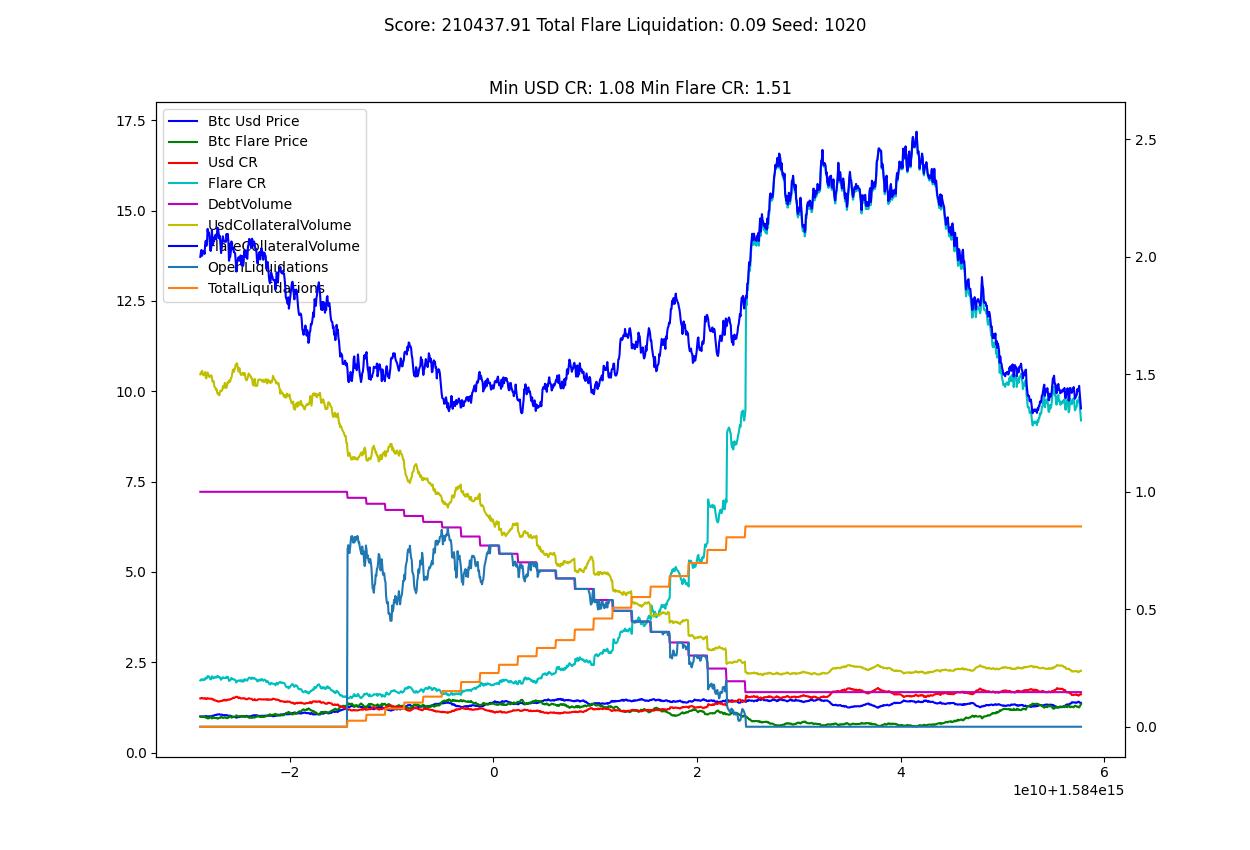 Score: 210437.91 Total Flare Liquidation: 0.09 Seed: 1020
Min USD CR: 1.08 Min Flare CR: 1.51
Btc Usd Price
Btc Flare Price
Usd CR
Flare CR
DebtVolume
UsdCollateralVolume
FlareCollateralVolume
OpenLiquidations
TotalLiquidations
17.5
15.0
12.5
10.0
7.5
5.0
2.5
0.0
2.5
2.0
1.5
1.0
0.5
0.0
−2
0
2
4
6
1e10+1.584e15